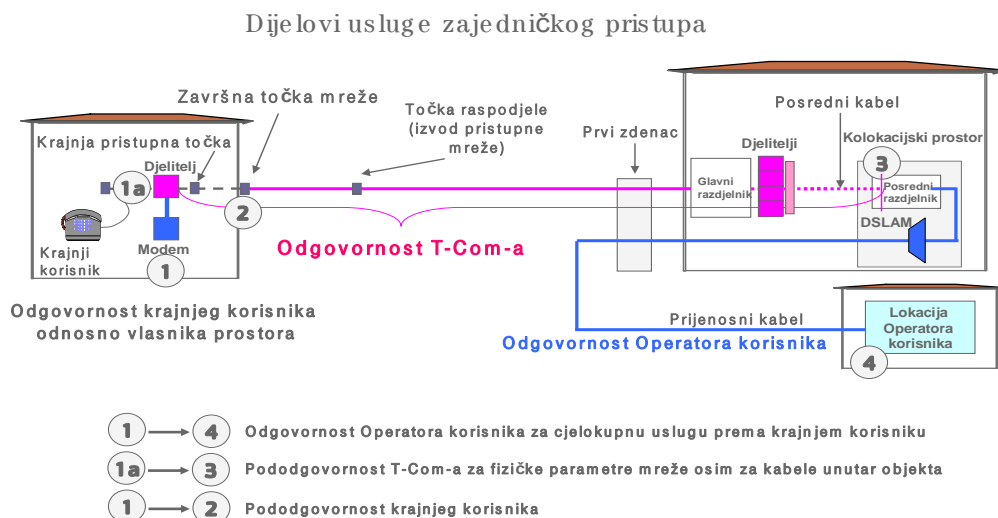 Dijelovi usluge zajedničkog pristupa
Završna točka mreže
Točka raspodjele
(izvod pristupne
mreže)
Prvi zdenac
Posredni kabel
Krajnja pristupna točka
Djelitelj
Djelitelji
Kolokacijski prostor
1a
3
Glavni
razdjelnik
Posredni
razdjelnik
2
DSLAM
Odgovornost T-Com-a
Krajnji
korisnik
Modem
1
Odgovornost krajnjeg korisnika
odnosno vlasnika prostora
Prijenosni kabel
Odgovornost Operatora korisnika
Lokacija
Operatora
korisnika
4
1 4 Odgovornost Operatora korisnika za cjelokupnu uslugu prema krajnjem korisniku
1a 3 Pododgovornost T-Com-a za fizičke parametre mreže osim za kabele unutar objekta
1 2 Pododgovornost krajnjeg korisnika